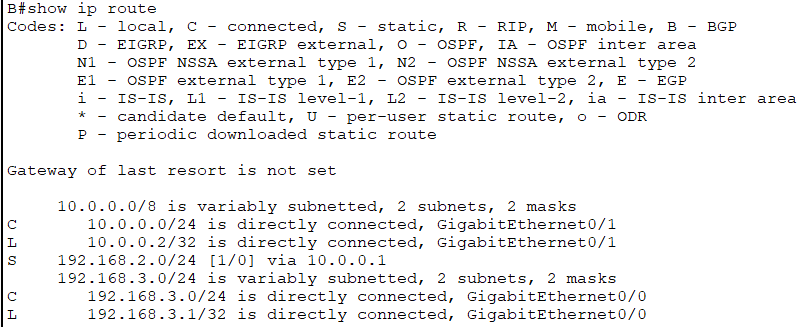 B#show ip route
Codes: L - local, C - connected, S - static, R - RIP, M - mobile, B - BGP
       D - EIGRP, EX - EIGRP external, O - OSPF, IA - OSPF inter area
       N1 - OSPF NSSA external type 1, N2 - OSPF NSSA external type 2
       E1 - OSPF external type 1, E2 - OSPF external type 2, E - EGP
       i - IS-IS, L1 - IS-IS level-1, L2 - IS-IS level-2, ia - IS-IS inter area
       * - candidate default, U - per-user static route, o - ODR
       P - periodic downloaded static route
Gateway of last resort is not set
     10.0.0.0/8 is variably subnetted, 2 subnets, 2 masks
C       10.0.0.0/24 is directly connected, GigabitEthernet0/1
L       10.0.0.2/32 is directly connected, GigabitEthernet0/1
S    192.168.2.0/24 [1/0] via 10.0.0.1
     192.168.3.0/24 is variably subnetted, 2 subnets, 2 masks
C       192.168.3.0/24 is directly connected, GigabitEthernet0/0
L       192.168.3.1/32 is directly connected, GigabitEthernet0/0